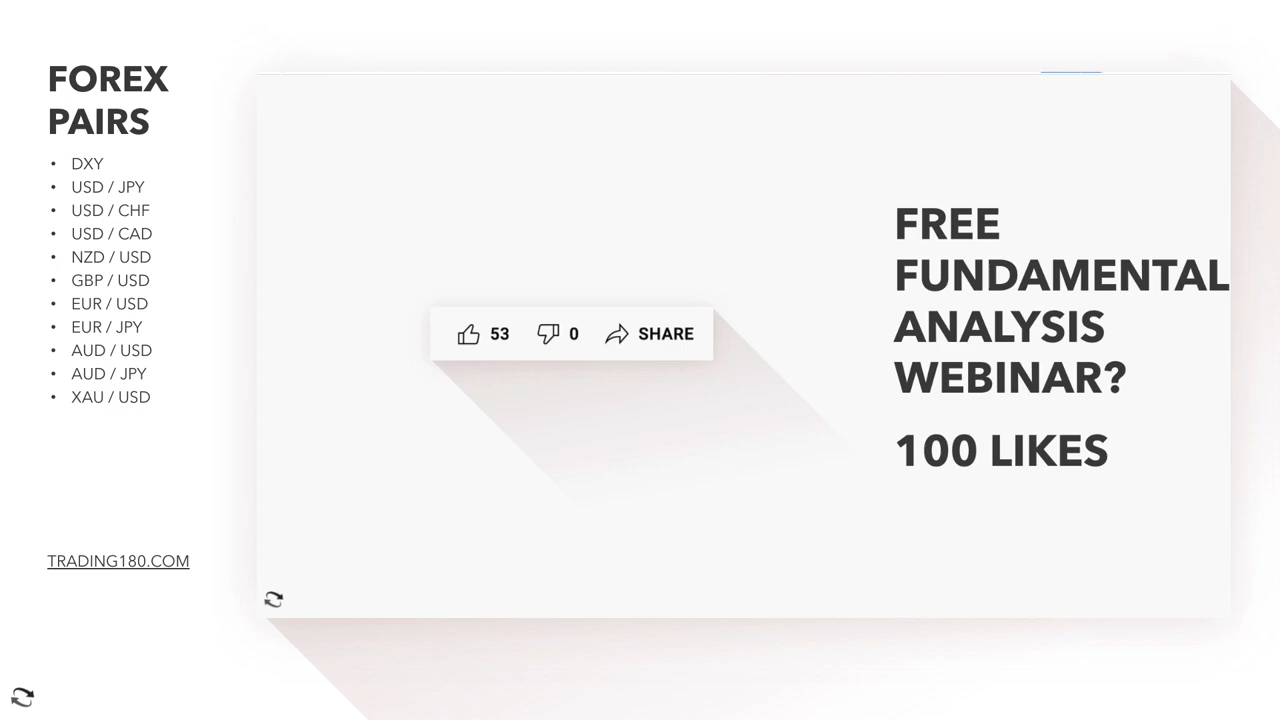 FOREX
PAIRS
• DXY
• USD / JPY
• USD / CHF
• USD / CAD
• NZD / USD
• GBP / USD
• EUR / USD
• EUR / JPY
• AUD / USD
• AUD / JPY
• XAU / USD
TRADING180.COM
53 0 SHARE
FREE
FUNDAMENTAL
ANALYSIS
WEBINAR?
100 LIKES